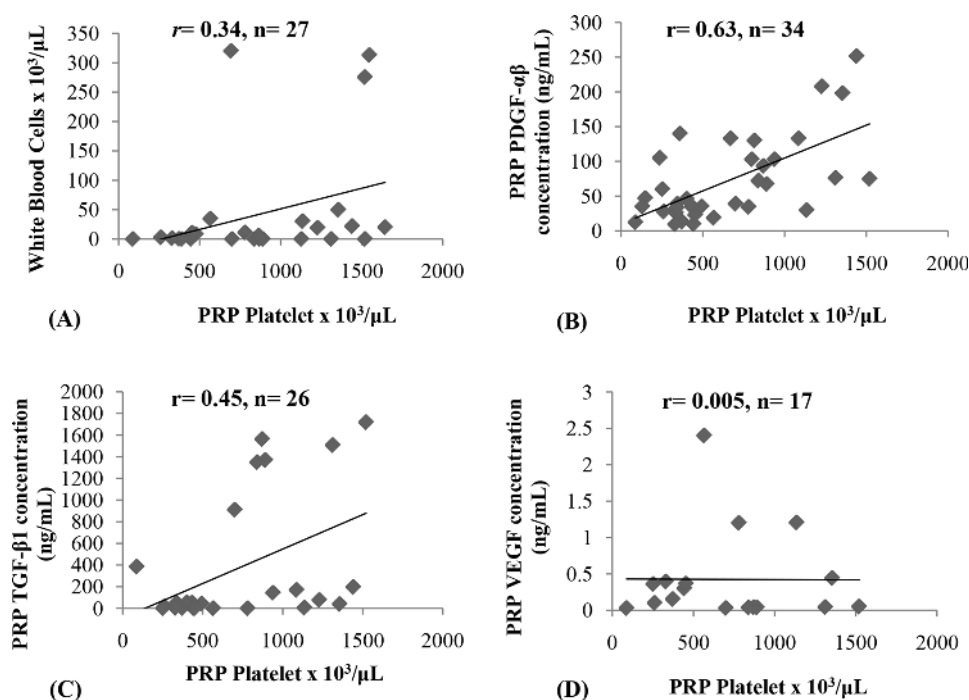 r= 0.34, n= 27
White Blood Cells x 10³/µL
350
300
250
200
150
100
50
0
0 500 1000 1500 2000
PRP Platelet x 10³/µL
(A)
r= 0.63, n= 34
PRP PDGF-αβ
concentration (ng/mL)
300
250
200
150
100
50
0
0 500 1000 1500 2000
PRP Platelet x 10³/µL
(B)
r= 0.45, n= 26
PRP TGF-β1 concentration
(ng/mL)
2000
1800
1600
1400
1200
1000
800
600
400
200
0
0 500 1000 1500 2000
PRP Platelet x 10³/µL
(C)
r= 0.005, n= 17
PRP VEGF concentration
(ng/mL)
3
2.5
2
1.5
1
0.5
0
0 500 1000 1500 2000
PRP Platelet x 10³/µL
(D)